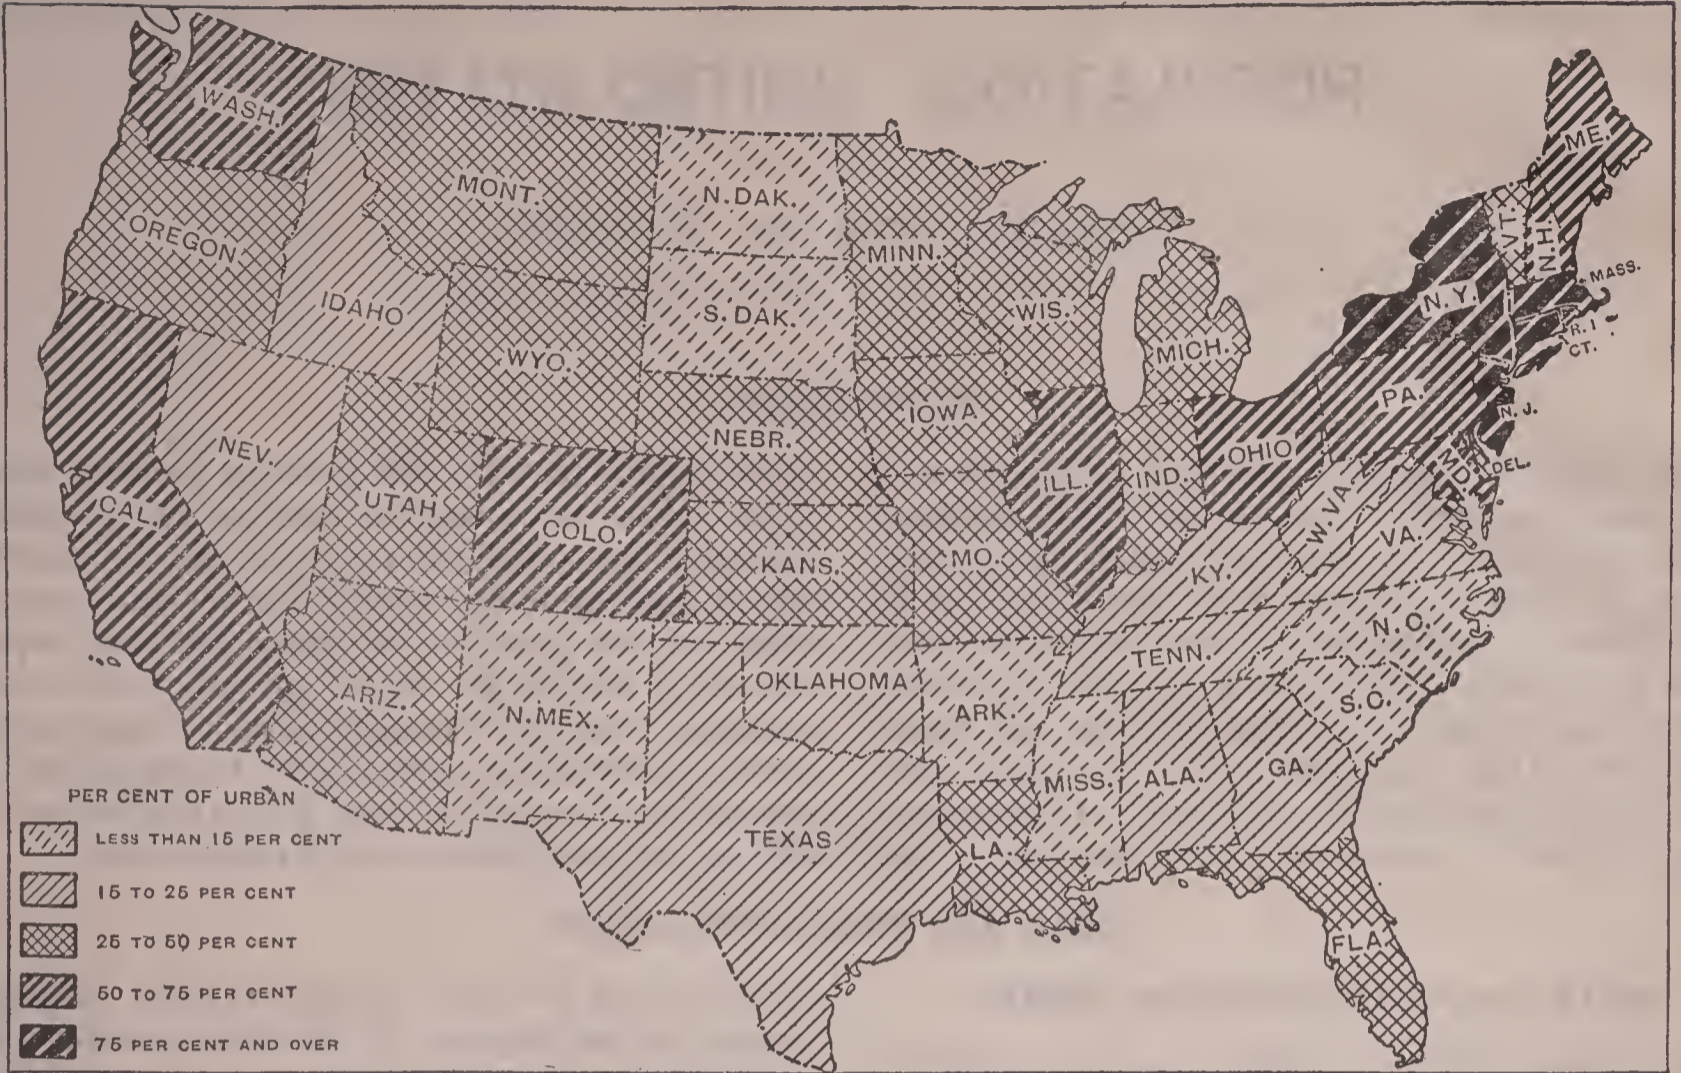 WASH.
OREGON
MONT.
IDAHO
WYO.
N.DAK.
S.DAK.
NEBR.
MINN.
WIS.
MICH.
IOWA
NEV.
UTAH
CAL.
COLO.
KANS.
MO.
ILL.
IND.
OHIO
PA.
N.Y.
VT.
N.H.
ME.
MASS.
R.I
CT.
N.J.
DEL.
MD.
W.VA.
VA.
KY.
TENN.
N.C.
S.C.
GA.
ALA.
MISS.
ARK.
LA.
FLA.
OKLAHOMA
TEXAS
N.MEX.
ARIZ.
PER CENT OF URBAN
LESS THAN 15 PER CENT
15 TO 25 PER CENT
25 TO 50 PER CENT
50 TO 75 PER CENT
75 PER CENT AND OVER